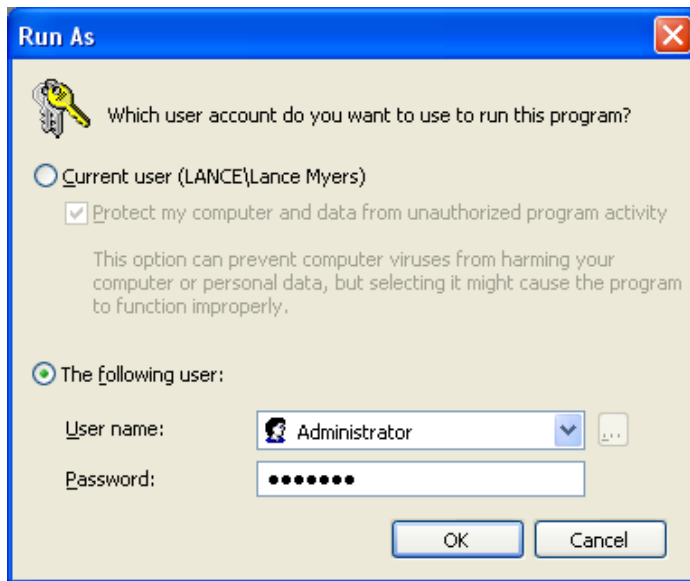 Run As
Which user account do you want to use to run this program?
Current user (LANCE\Lance Myers)
Protect my computer and data from unauthorized program activity
This option can prevent computer viruses from harming your
computer or personal data, but selecting it might cause the program
to function improperly.
The following user:
User name:
Administrator
...
Password:
•••••••
OK
Cancel